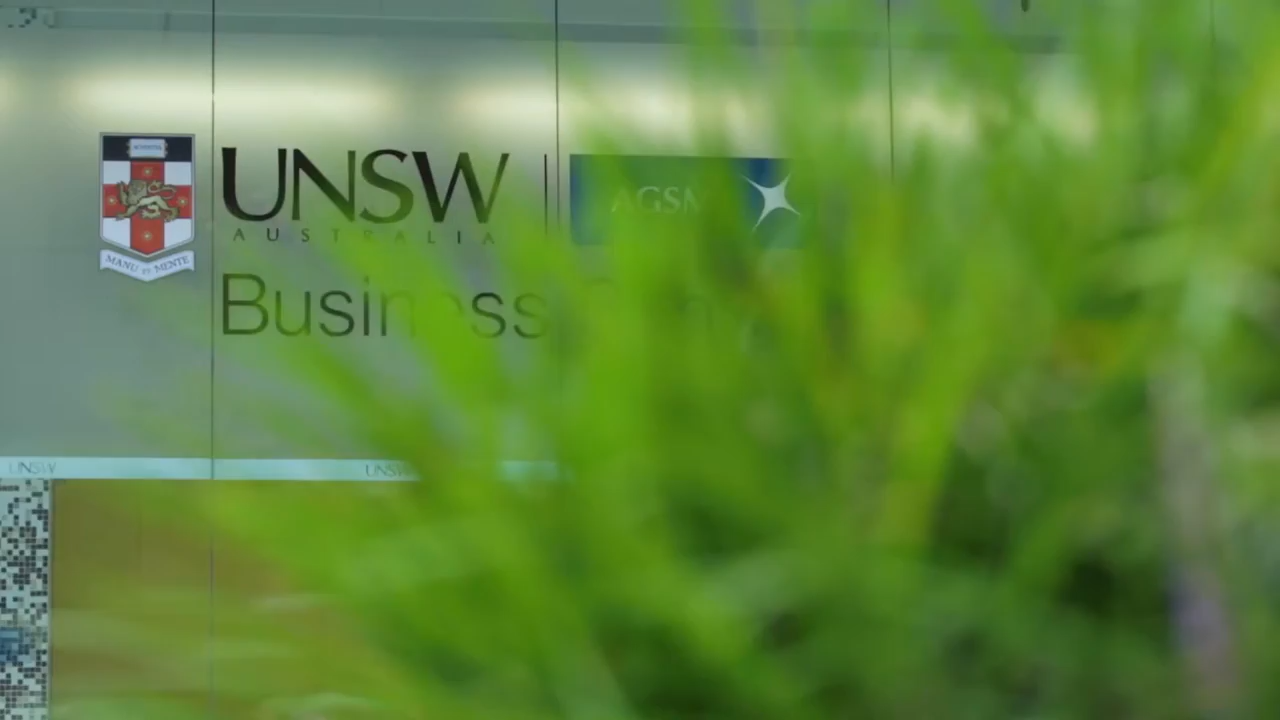 UNSW
AUSTRALIA
Business
AGSM
MANU ET MENTE
UNSW UNSW